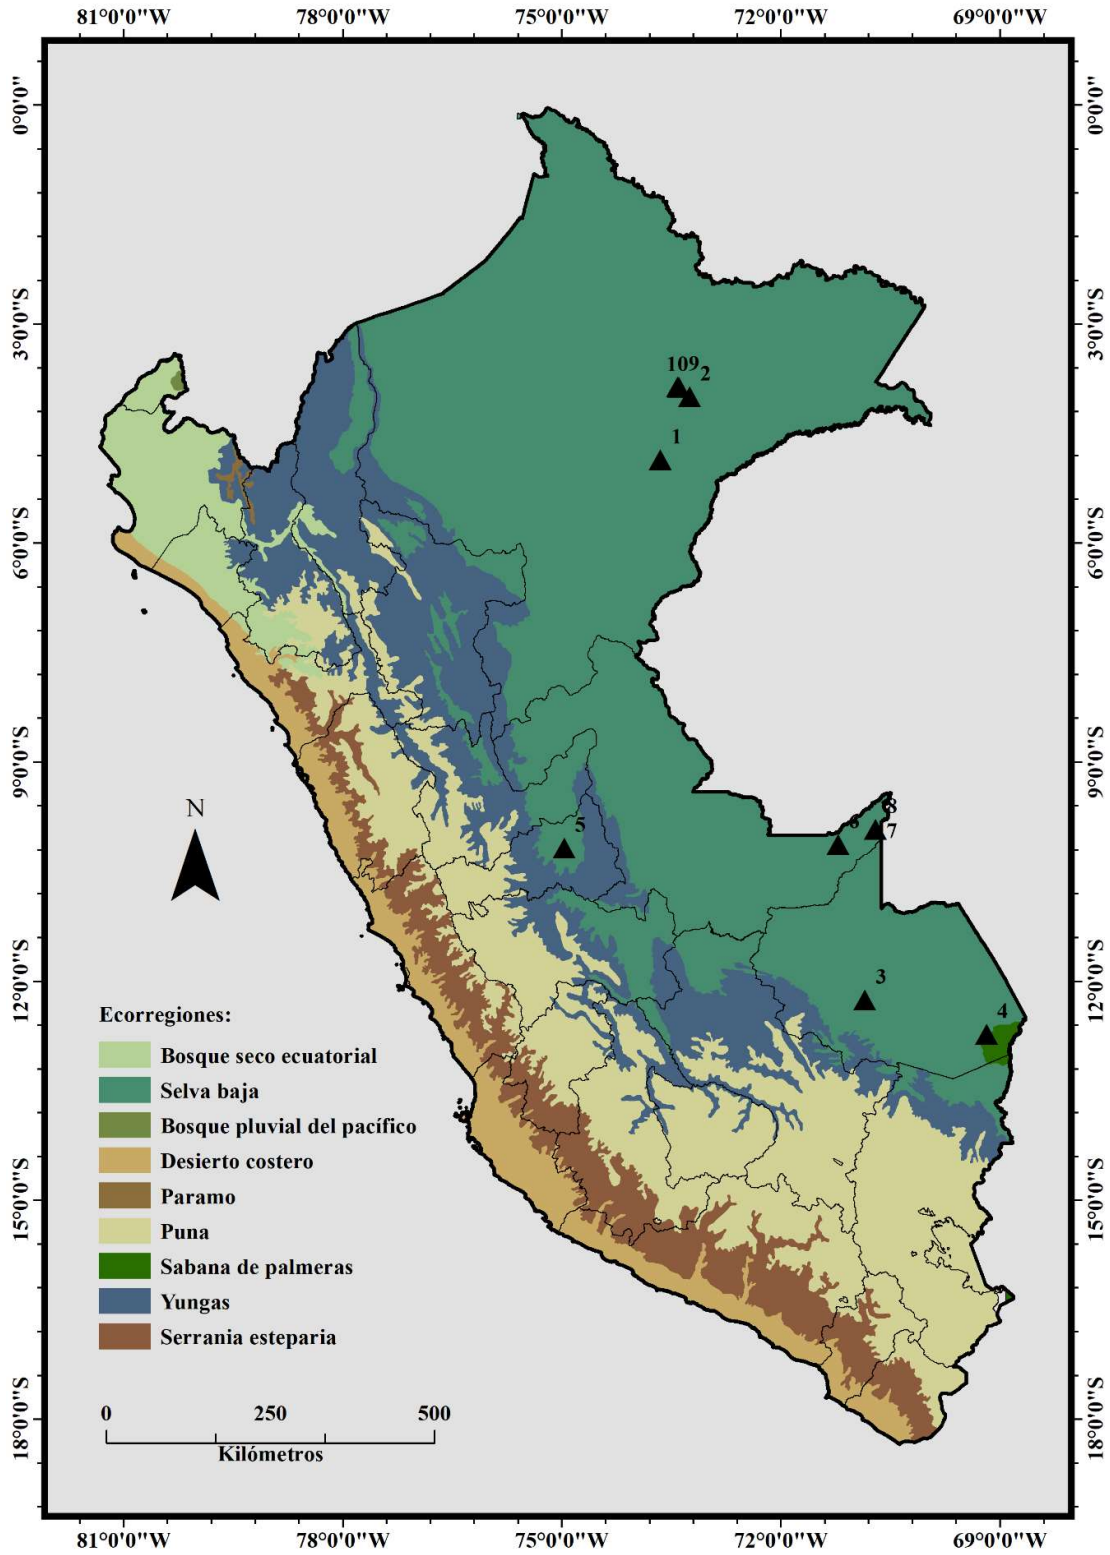 81°0'0"W 78°0'0"W 75°0'0"W 72°0'0"W 69°0'0"W
0°0'0" 0°0'0"
3°0'0"S 3°0'0"S
109 2
1
6°0'0"S 6°0'0"S
9°0'0"S 9°0'0"S
N
8
7
5
3
12°0'0"S 12°0'0"S
4
Ecorregiones:
Bosque seco ecuatorial
Selva baja
Bosque pluvial del pacífico
Desierto costero
Paramo
Puna
Sabana de palmeras
Yungas
Serrania esteparia
15°0'0"S 15°0'0"S
0 250 500
Kilómetros
18°0'0"S 18°0'0"S
81°0'0"W 78°0'0"W 75°0'0"W 72°0'0"W 69°0'0"W